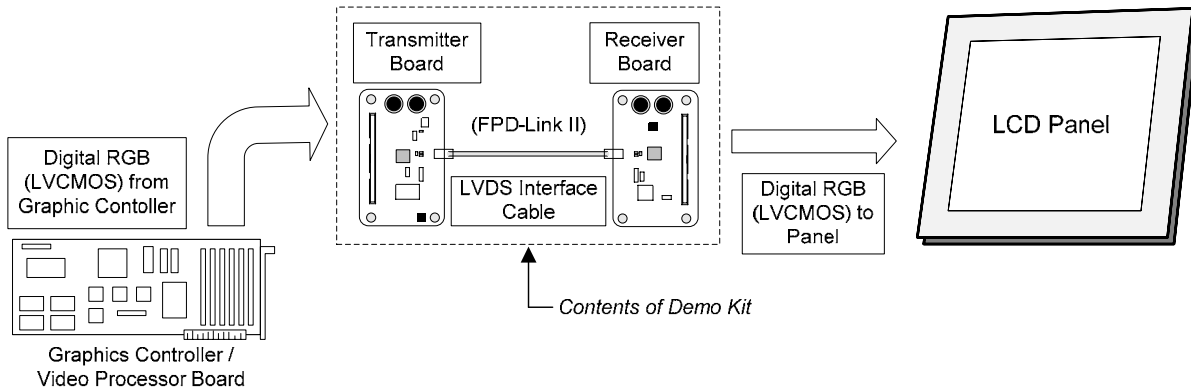 Transmitter
Board
Receiver
Board
(FPD-Link II)
LVDS Interface
Cable
Digital RGB
(LVCMOS) from
Graphic Contoller
Digital RGB
(LVCMOS) to
Panel
LCD Panel
Contents of Demo Kit
Graphics Controller /
Video Processor Board